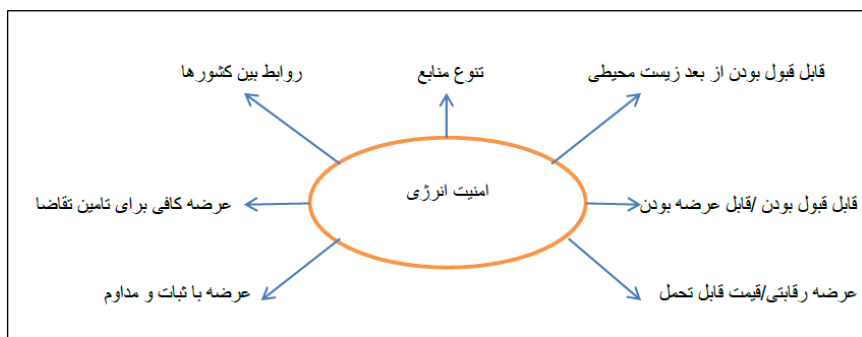 قابل قبول بودن از بعد زیست محیطی
تنوع منابع
روابط بین کشورها
امنیت انرژی
قابل قبول بودن /قابل عرضه بودن
عرضه کافی برای تامین تقاضا
عرضه رقابتی/قیمت قابل تحمل
عرضه با ثبات و مداوم